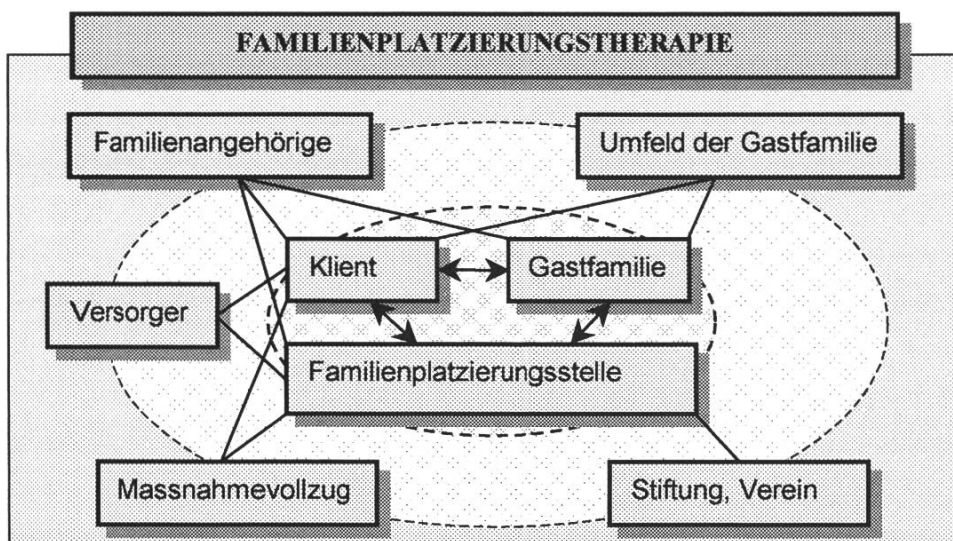 FAMILIENPLATZIERUNGSTHERAPIE
Familienangehörige
Umfeld der Gastfamilie
Klient
Gastfamilie
Versorger
Familienplatzierungsstelle
Massnahmevollzug
Stiftung, Verein